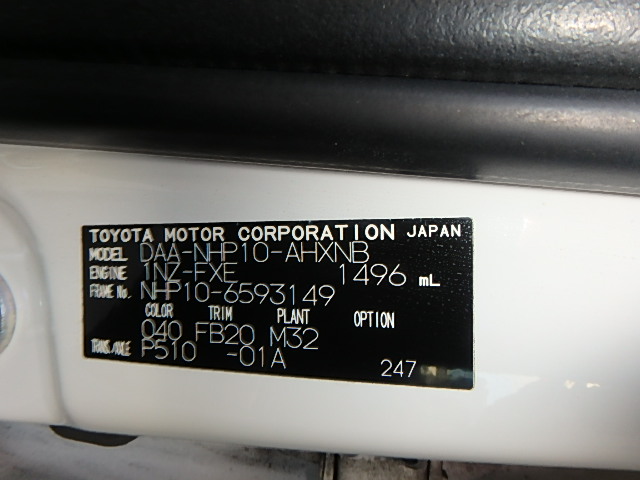 TOYOTA MOTOR CORPORATION JAPAN
MODEL DAA-NHP10-AHXNB
ENGINE 1NZ-FXE 1496 mL
FRAME No. NHP10-6593149
COLOR TRIM PLANT OPTION
040 FB20 M32
TRANS/AXLE P510 -01A
247